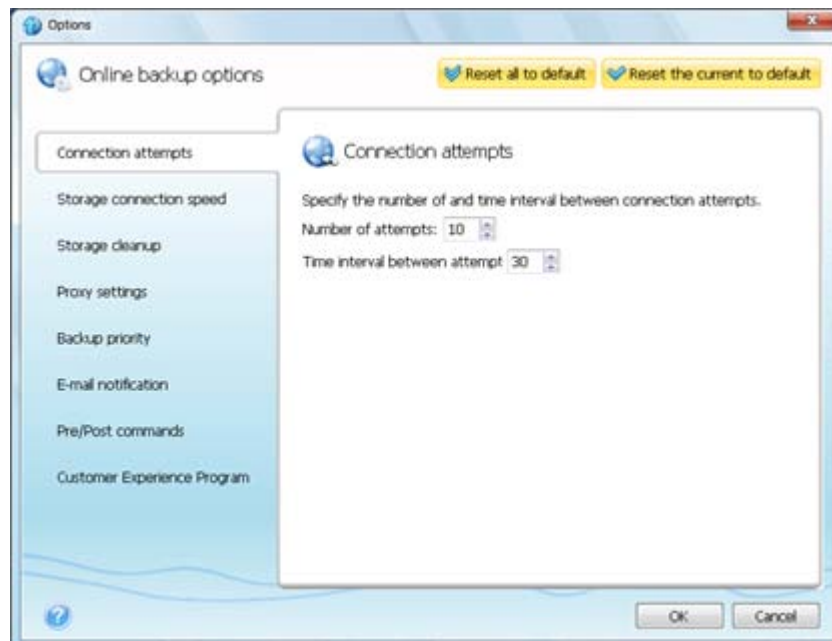 Options
Online backup options
Reset all to default
Reset the current to default
Connection attempts
Storage connection speed
Storage cleanup
Proxy settings
Backup priority
E-mail notification
Pre/Post commands
Customer Experience Program
Connection attempts
Specify the number of and time interval between connection attempts.
Number of attempts: 10
Time interval between attempt 30
OK
Cancel